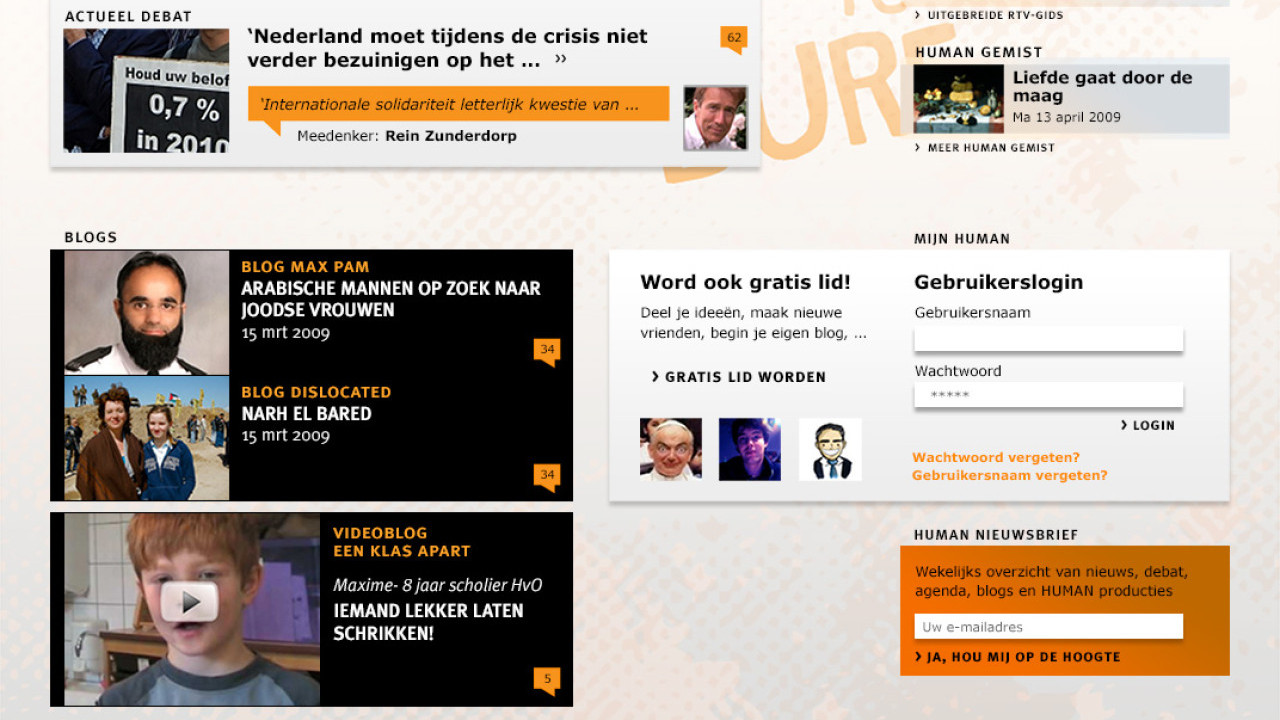 ACTUEEL DEBAT
Houd uw belof
0,7 %
in 2010
‘Nederland moet tijdens de crisis niet
verder bezuinigen op het ... ››
62
‘Internationale solidariteit letterlijk kwestie van ...
Meedenker: Rein Zunderdorp
› UITGEBREIDE RTV-GIDS
HUMAN GEMIST
Liefde gaat door de
maag
Ma 13 april 2009
› MEER HUMAN GEMIST
BLOGS
BLOG MAX PAM
ARABISCHE MANNEN OP ZOEK NAAR
JOODSE VROUWEN
15 mrt 2009
34
BLOG DISLOCATED
NARH EL BARED
15 mrt 2009
34
VIDEOBLOG
EEN KLAS APART
Maxime- 8 jaar scholier HvO
IEMAND LEKKER LATEN
SCHRIKKEN!
5
Word ook gratis lid!
Deel je ideeën, maak nieuwe
vrienden, begin je eigen blog, ...
› GRATIS LID WORDEN
MIJN HUMAN
Gebruikerslogin
Gebruikersnaam
Wachtwoord
*****
› LOGIN
Wachtwoord vergeten?
Gebruikersnaam vergeten?
HUMAN NIEUWSBRIEF
Wekelijks overzicht van nieuws, debat,
agenda, blogs en HUMAN producties
Uw e-mailadres
› JA, HOU MIJ OP DE HOOGTE